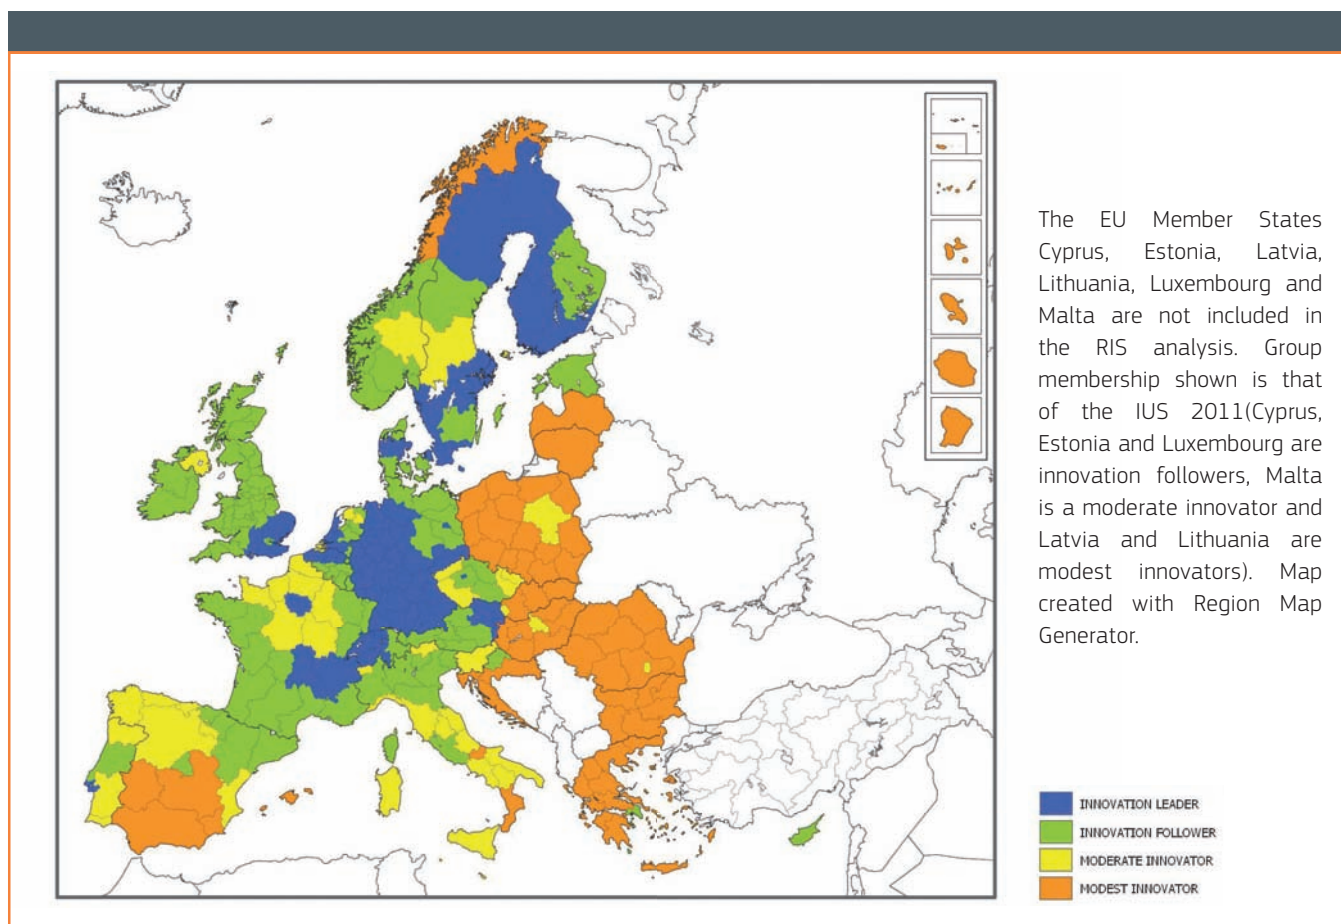 The EU Member States
Cyprus, Estonia, Latvia,
Lithuania, Luxembourg and
Malta are not included in
the RIS analysis. Group
membership shown is that
of the IUS 2011(Cyprus,
Estonia and Luxembourg are
innovation followers, Malta
is a moderate innovator and
Latvia and Lithuania are
modest innovators). Map
created with Region Map
Generator.
INNOVATION LEADER
INNOVATION FOLLOWER
MODERATE INNOVATOR
MODEST INNOVATOR